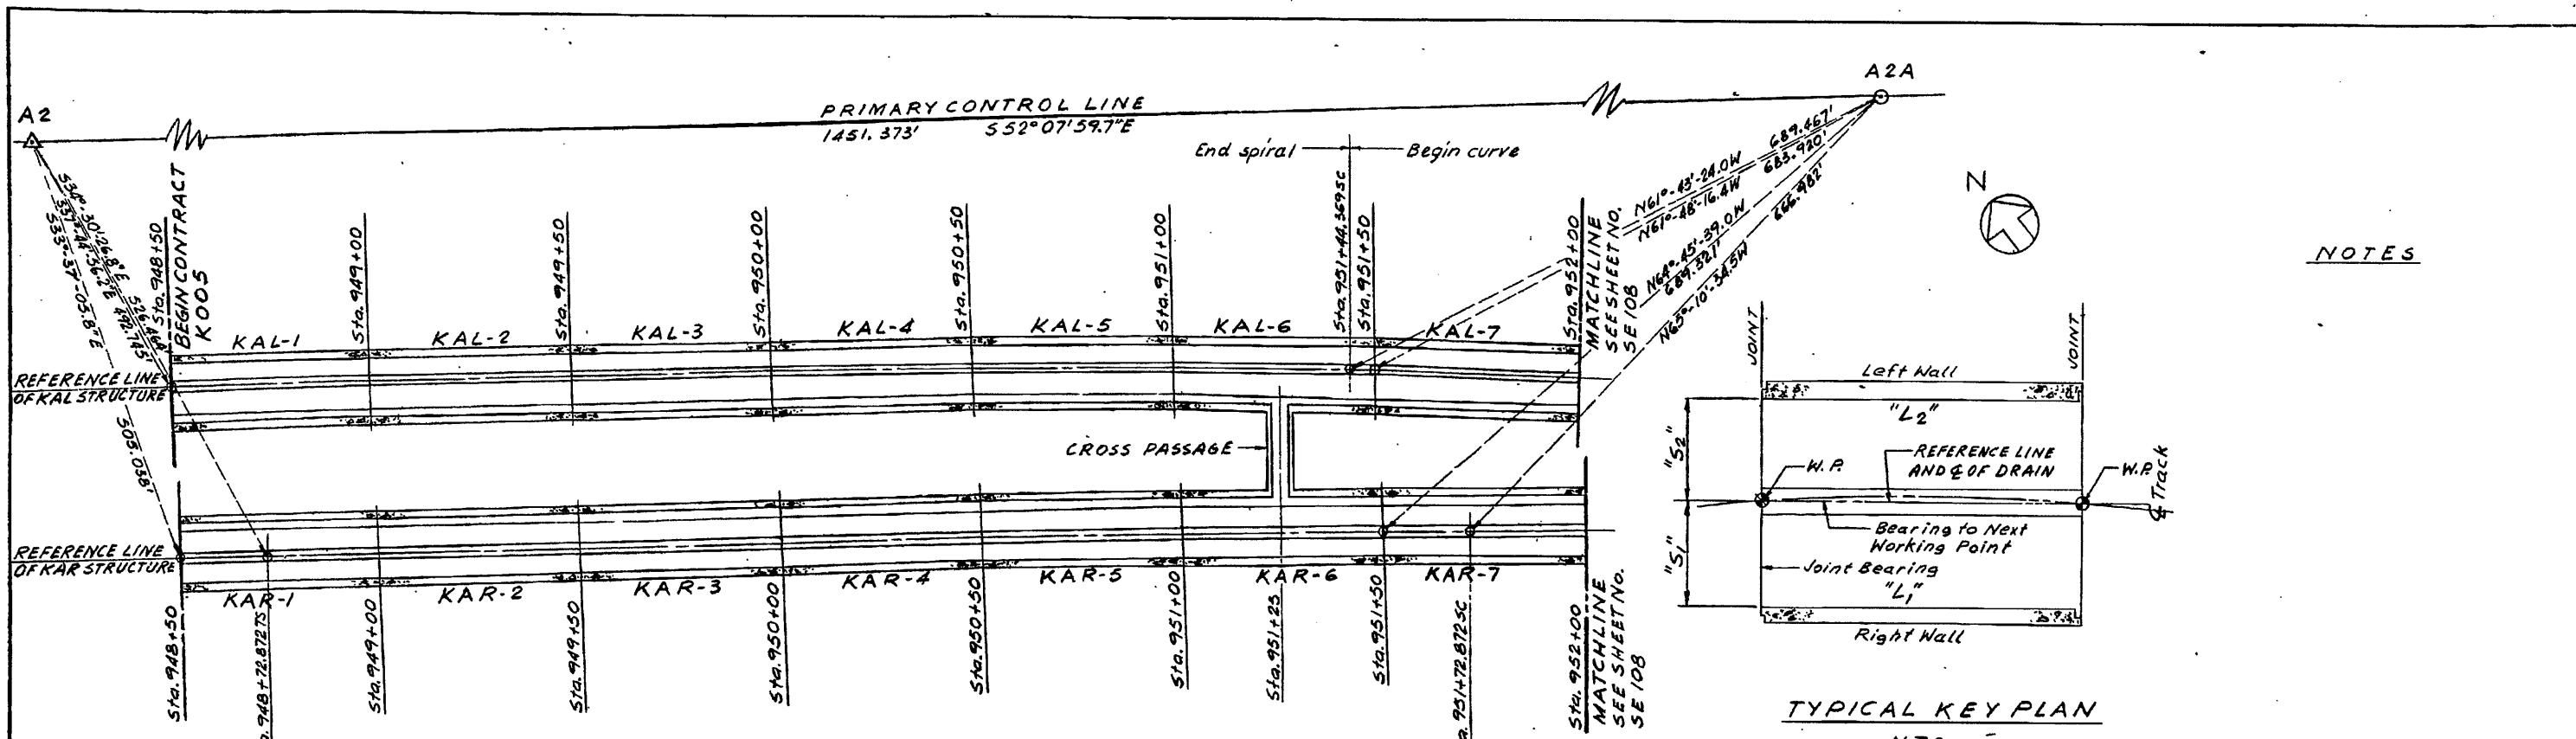 A2
A2A
PRIMARY CONTROL LINE
1451.373' S 52° 07' 59.7" E
End spiral
Begin curve
N61°-43'-24.0W 689.467'
N61°-48'-16.4W 683.920'
N64°-45'-39.0W
689.321'
N65°-10'-34.5W 666.982'
N
NOTES
S33°-37'-05.8"E
505.038'
Sta. 948+50
BEGIN CONTRACT
K005
Sta. 949+00
Sta. 949+50
Sta. 950+00
Sta. 950+50
Sta. 951+00
Sta. 951+44.369SC
Sta. 951+50
Sta. 952+00
MATCHLINE
SEE SHEET NO.
SE 108
KAL-1
KAL-2
KAL-3
KAL-4
KAL-5
KAL-6
KAL-7
REFERENCE LINE
OF KAL STRUCTURE
CROSS PASSAGE
REFERENCE LINE
OF KAR STRUCTURE
KAR-1
KAR-2
KAR-3
KAR-4
KAR-5
KAR-6
KAR-7
Sta. 948+50
948+72.872TS
Sta. 949+00
Sta. 949+50
Sta. 950+00
Sta. 950+50
Sta. 951+00
Sta. 951+25
Sta. 951+50
951+72.872SC
Sta. 952+00
MATCHLINE
SEE SHEET NO.
SE 108
JOINT
JOINT
Left Wall
"L2"
"S2"
REFERENCE LINE
AND ℄ OF DRAIN
W.P.
W.P.
℄ Track
Bearing to Next
Working Point
"S1"
Joint Bearing
"L1"
Right Wall
TYPICAL KEY PLAN